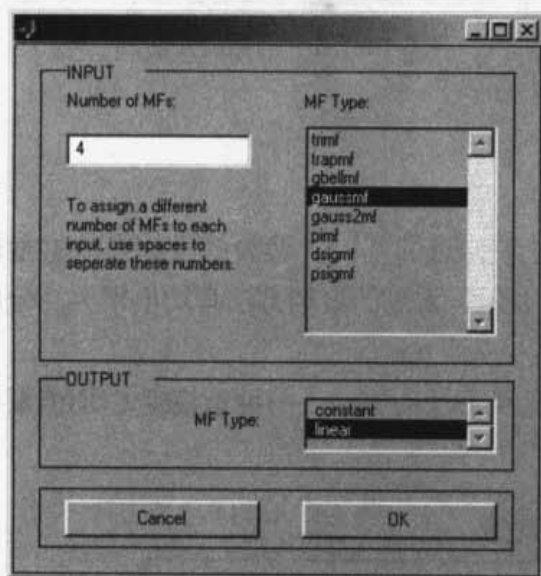 INPUT
Number of MFs:
4
To assign a different
number of MFs to each
input, use spaces to
seperate these numbers.
MF Type:
trimf
trapmf
gbellmf
gaussmf
gauss2mf
pimf
dsigmf
psigmf
OUTPUT
MF Type:
constant
linear
Cancel
OK